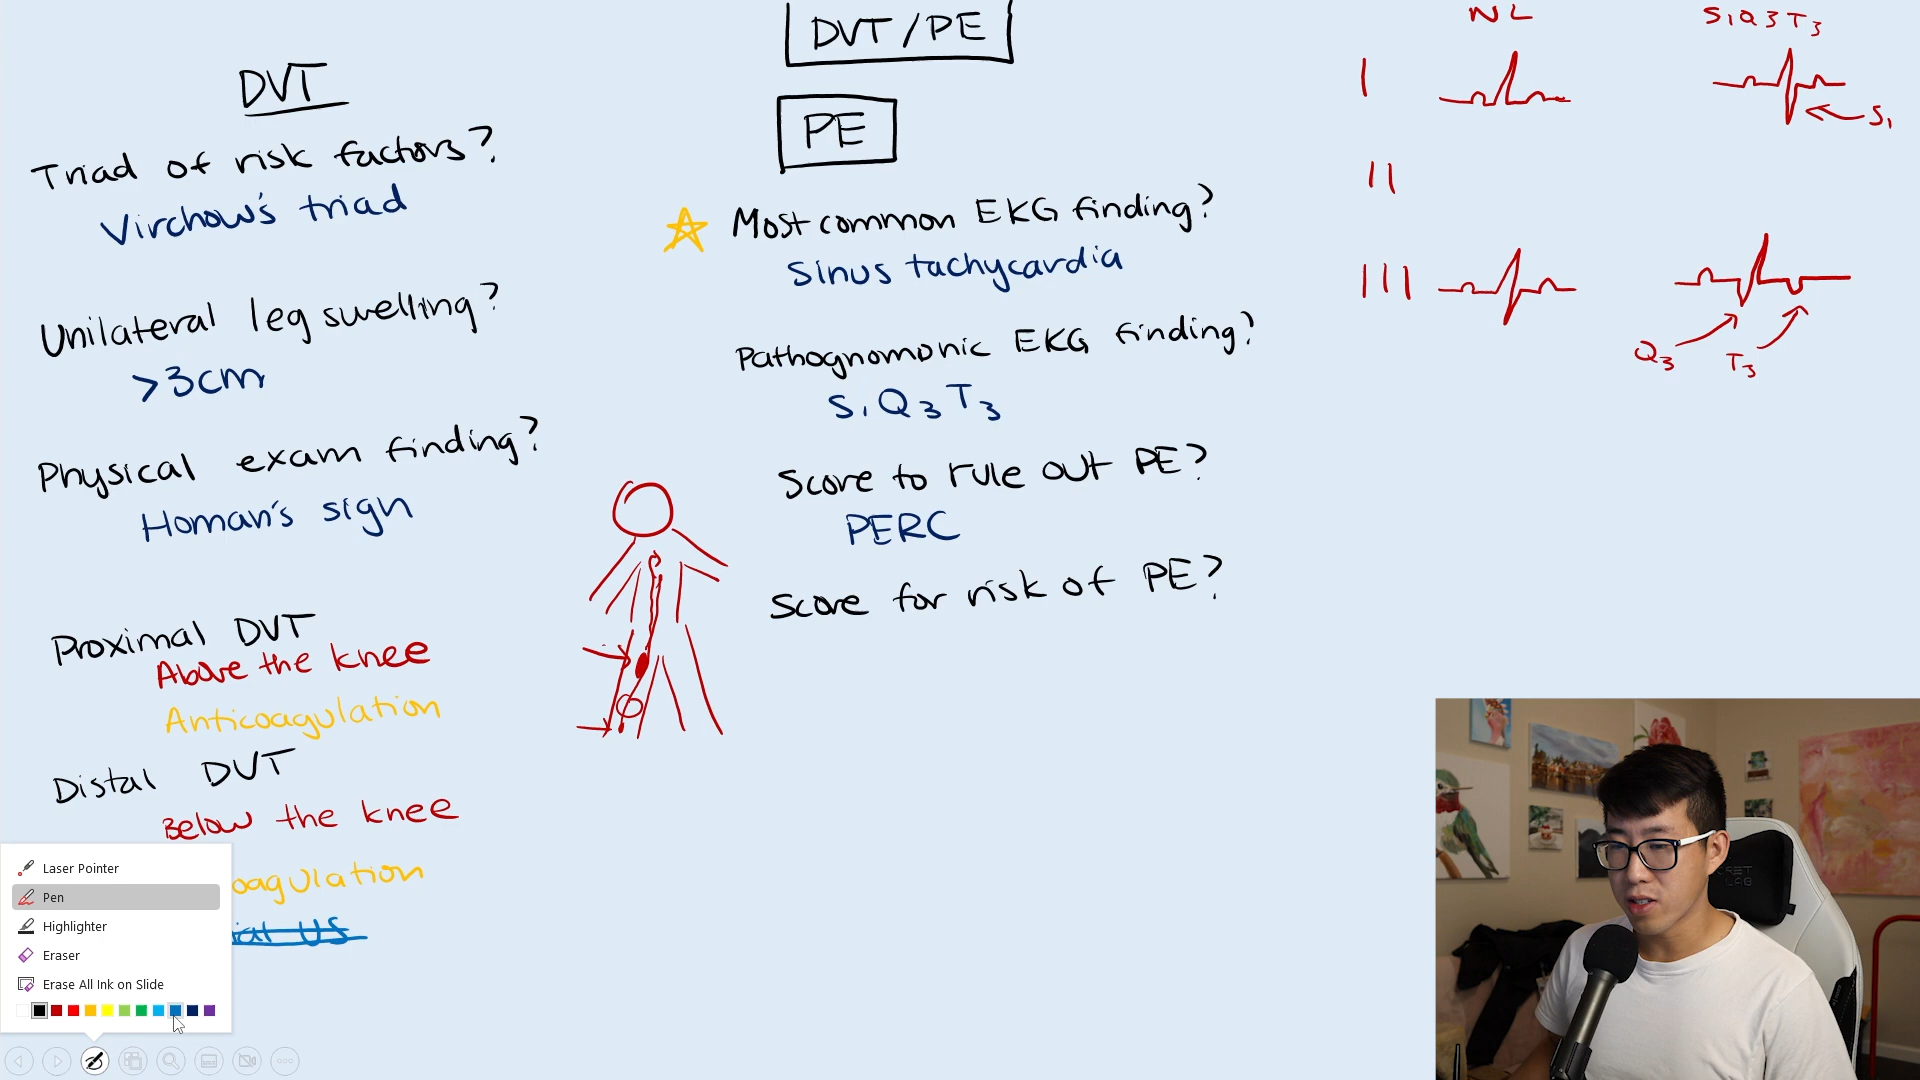 DVT/PE
DVT
Triad of risk factors?
Virchow's triad
Unilateral leg swelling?
>3cm
Physical exam finding?
Homan's sign
Proximal DVT
Above the knee
Anticoagulation
Distal DVT
Below the knee
oagulation
US
PE
Most common EKG finding?
Sinus tachycardia
Pathognomonic EKG finding?
S1Q3T3
Score to rule out PE?
PERC
Score for risk of PE?
NL
S1Q3T3
I
S1
II
III
Q3
T3
Laser Pointer
Pen
Highlighter
Eraser
Erase All Ink on Slide